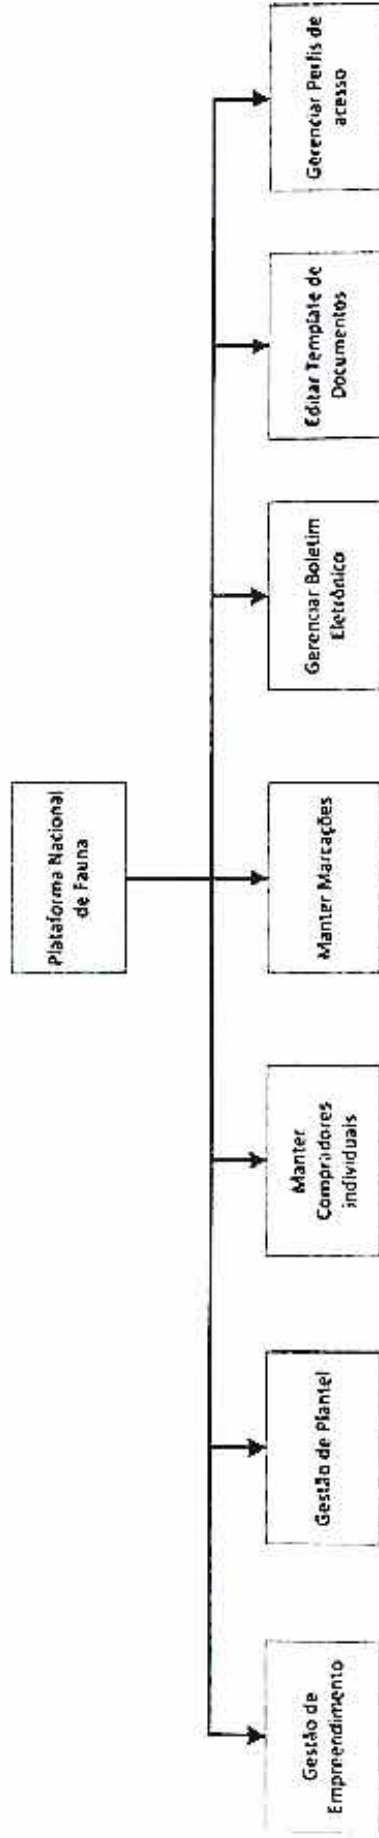 Plataforma Nacional
de Fauna
Gestão de
Empreendimento
Gestão de Plantel
Manter
Compradores
individuais
Manter Marcações
Gerenciar Boletim
Eletrônico
Editar Template de
Documentos
Gerenciar Perfis de
acesso